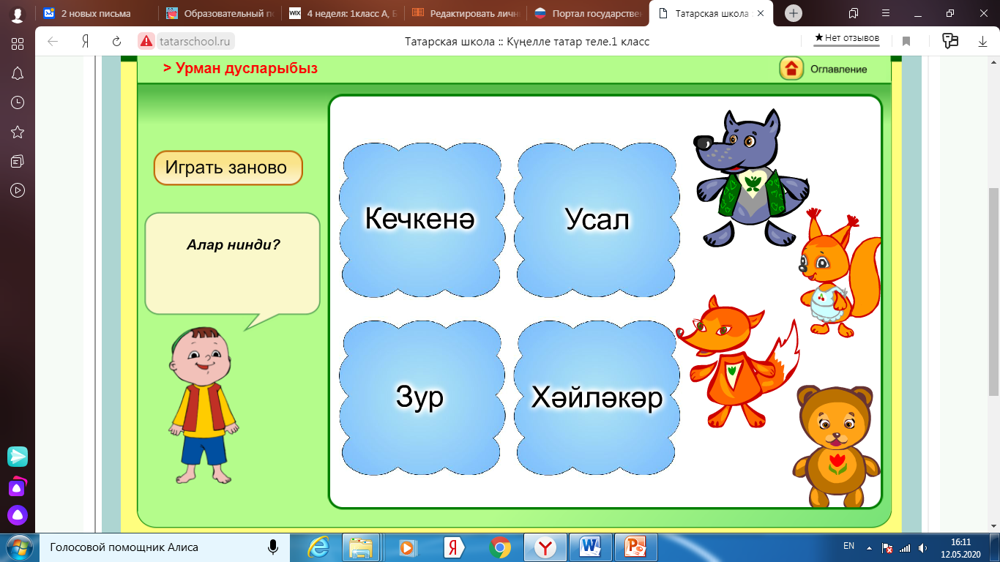 2 новых письма
Образовательный п
4 неделя: 1класс А, Б
Редактировать личн
Портал государствен
Татарская школа :
tatarschool.ru
Татарская школа :: Күңелле татар теле.1 класс
★Нет отзывов
> Урман дусларыбыз
Оглавление
Играть заново
Алар нинди?
Кечкенә
Усал
Зур
Хәйләкәр
Голосовой помощник Алиса
EN
16:11
12.05.2020